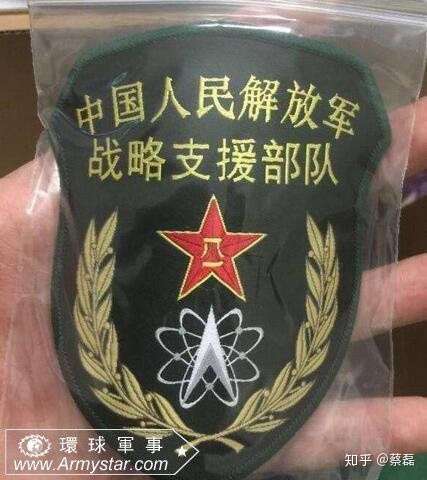 中国人民解放军
战略支援部队
八一
環球軍事
www.Armystar.com
知乎 @蔡磊